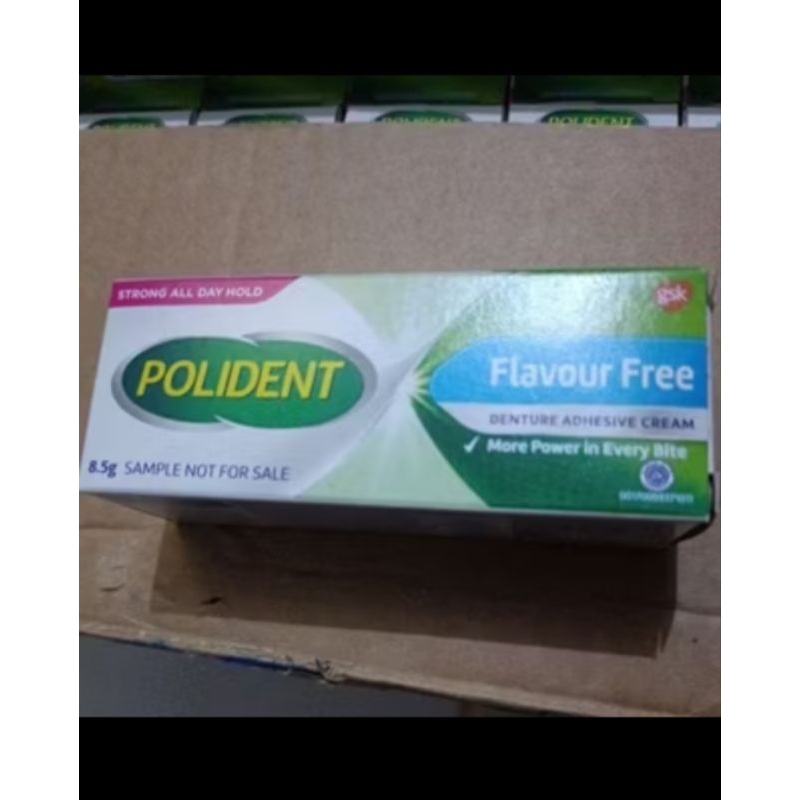 POLIDENT
POLIDENT
STRONG ALL DAY HOLD
gsk
POLIDENT
Flavour Free
DENTURE ADHESIVE CREAM
✓ More Power in Every Bite
8.5g SAMPLE NOT FOR SALE